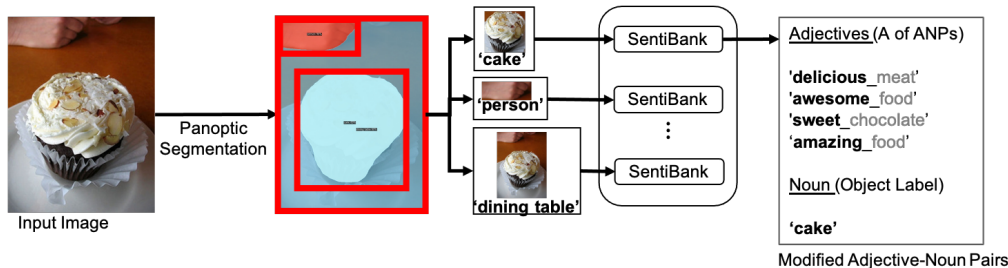 Input Image
Panoptic
Segmentation
‘cake’
‘person’
‘dining table’
SentiBank
SentiBank
SentiBank
Adjectives (A of ANPs)
'delicious_meat’
'awesome_food’
'sweet_chocolate’
‘amazing_food’
Noun (Object Label)
‘cake’
Modified Adjective-Noun Pairs